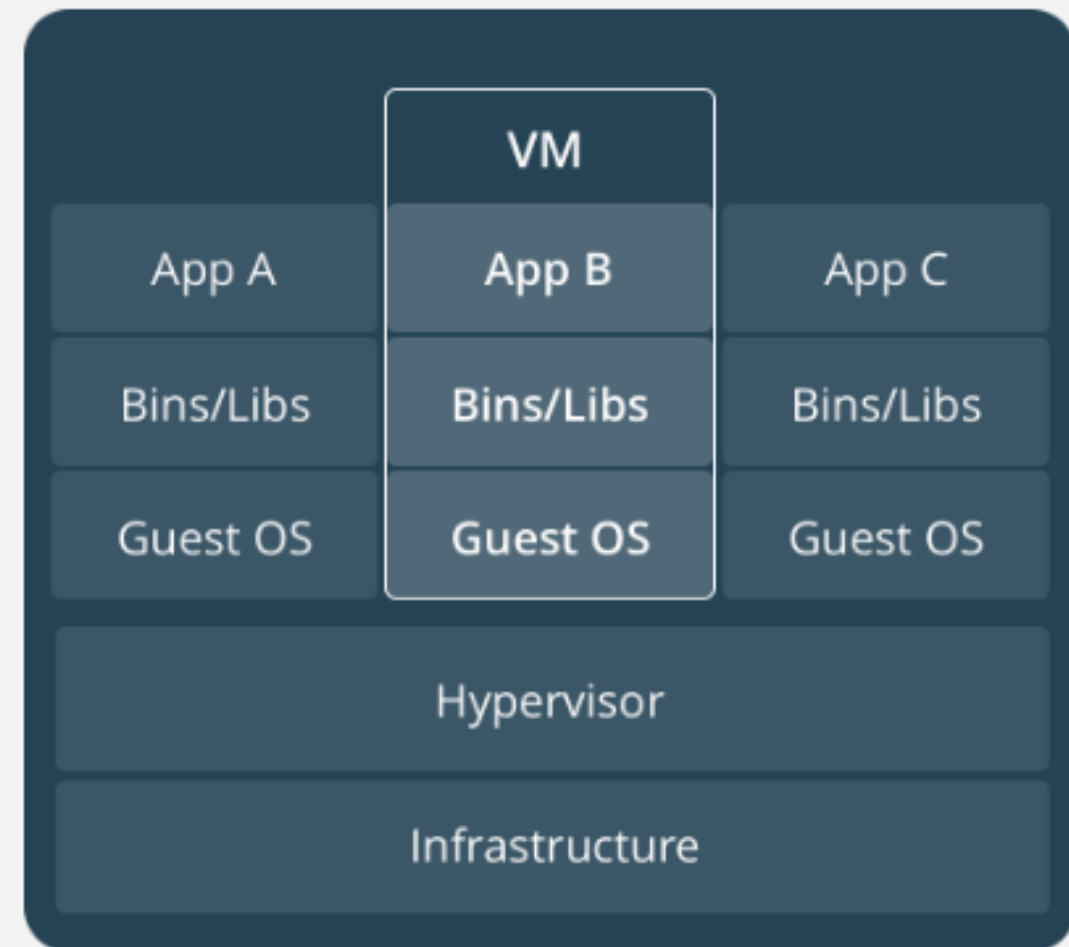 VM
App A
App B
App C
Bins/Libs
Bins/Libs
Bins/Libs
Guest OS
Guest OS
Guest OS
Hypervisor
Infrastructure